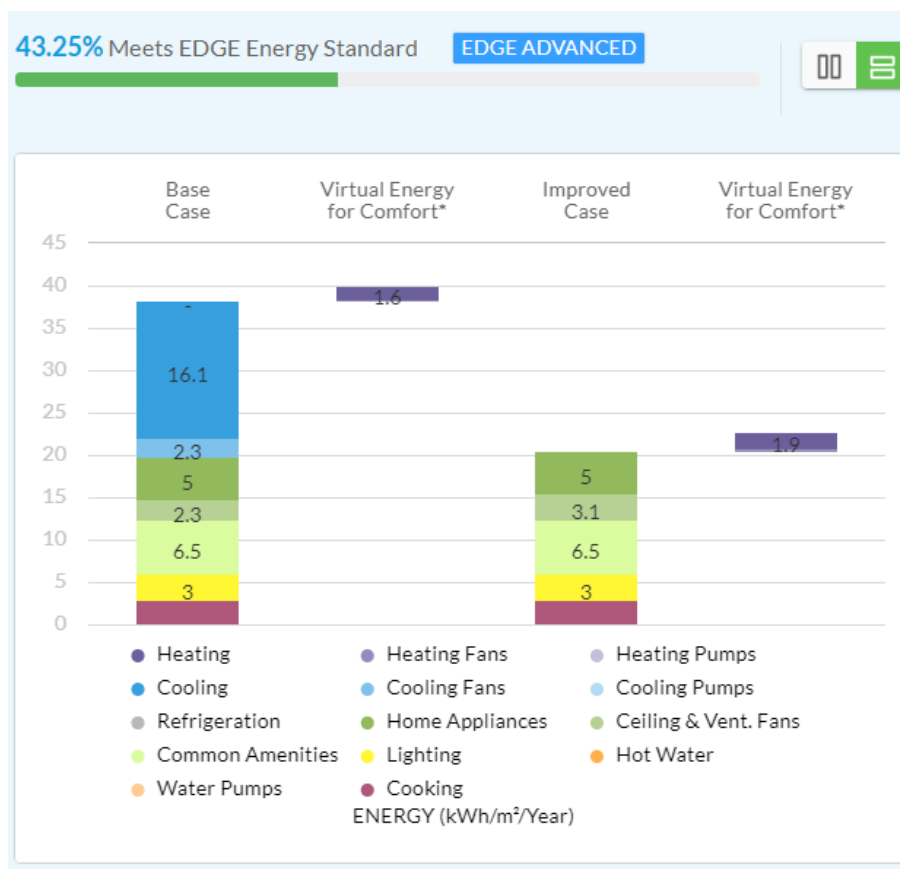 43.25% Meets EDGE Energy Standard EDGE ADVANCED
Base Case
Virtual Energy for Comfort*
Improved Case
Virtual Energy for Comfort*
45
40
35
30
25
20
15
10
5
0
-
16.1
2.3
5
2.3
6.5
3
1.6
5
3.1
6.5
3
1.9
Heating Heating Fans Heating Pumps
Cooling Cooling Fans Cooling Pumps
Refrigeration Home Appliances Ceiling & Vent. Fans
Common Amenities Lighting Hot Water
Water Pumps Cooking
ENERGY (kWh/m²/Year)